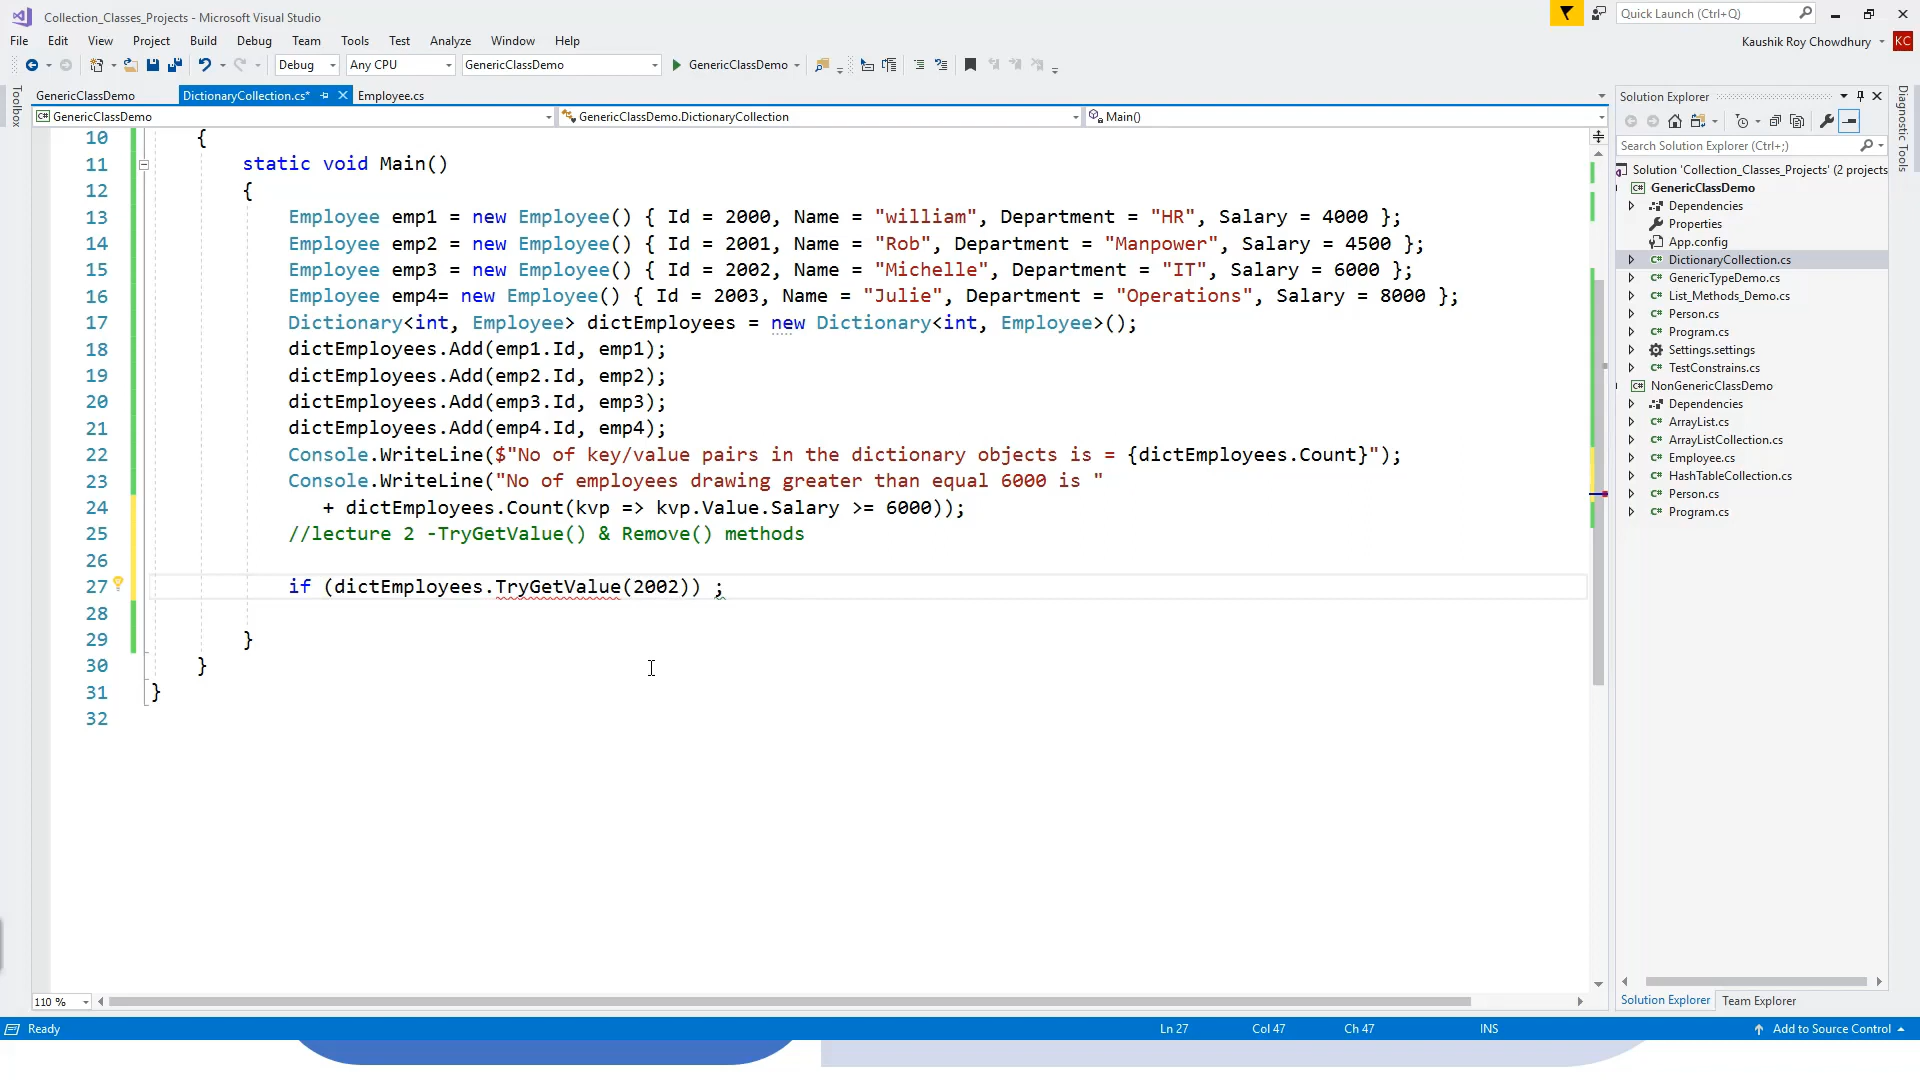 Collection_Classes_Projects - Microsoft Visual Studio
Quick Launch (Ctrl+Q)
File Edit View Project Build Debug Team Tools Test Analyze Window Help
Kaushik Roy Chowdhury KC
Debug Any CPU GenericClassDemo GenericClassDemo
Toolbox
GenericClassDemo DictionaryCollection.cs* Employee.cs
GenericClassDemo GenericClassDemo.DictionaryCollection Main()
10 {
11 static void Main()
12 {
13 Employee emp1 = new Employee() { Id = 2000, Name = "william", Department = "HR", Salary = 4000 };
14 Employee emp2 = new Employee() { Id = 2001, Name = "Rob", Department = "Manpower", Salary = 4500 };
15 Employee emp3 = new Employee() { Id = 2002, Name = "Michelle", Department = "IT", Salary = 6000 };
16 Employee emp4= new Employee() { Id = 2003, Name = "Julie", Department = "Operations", Salary = 8000 };
17 Dictionary<int, Employee> dictEmployees = new Dictionary<int, Employee>();
18 dictEmployees.Add(emp1.Id, emp1);
19 dictEmployees.Add(emp2.Id, emp2);
20 dictEmployees.Add(emp3.Id, emp3);
21 dictEmployees.Add(emp4.Id, emp4);
22 Console.WriteLine($"No of key/value pairs in the dictionary objects is = {dictEmployees.Count}");
23 Console.WriteLine("No of employees drawing greater than equal 6000 is "
24 + dictEmployees.Count(kvp => kvp.Value.Salary >= 6000));
25 //lecture 2 -TryGetValue() & Remove() methods
26
27 if (dictEmployees.TryGetValue(2002)) ;
28
29 }
30 }
31 }
32
110 %
Solution Explorer
Search Solution Explorer (Ctrl+;)
Solution 'Collection_Classes_Projects' (2 projects
C# GenericClassDemo
Dependencies
Properties
App.config
C# DictionaryCollection.cs
C# GenericTypeDemo.cs
C# List_Methods_Demo.cs
C# Person.cs
C# Program.cs
Settings.settings
C# TestConstrains.cs
C# NonGenericClassDemo
Dependencies
C# ArrayList.cs
C# ArrayListCollection.cs
C# Employee.cs
C# HashTableCollection.cs
C# Person.cs
C# Program.cs
Solution Explorer Team Explorer
Diagnostic Tools
Ready Ln 27 Col 47 Ch 47 INS Add to Source Control